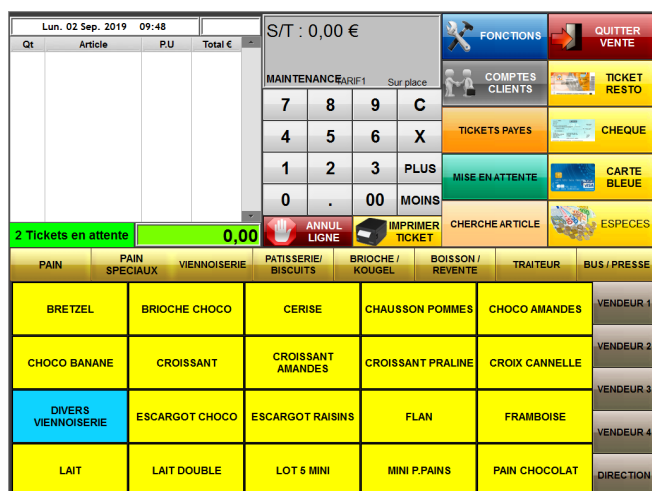 Lun. 02 Sep. 2019 09:48
Qt Article P.U Total €
S/T : 0,00 €
MAINTENANCE TARIF1 Sur place
7 8 9 C
4 5 6 X
1 2 3 PLUS
0 . 00 MOINS
FONCTIONS
QUITTER
VENTE
COMPTES
CLIENTS
TICKET
RESTO
TICKETS PAYES
CHEQUE
MISE EN ATTENTE
CARTE
BLEUE
CHERCHE ARTICLE
ESPECES
2 Tickets en attente 0,00
ANNUL
LIGNE
IMPRIMER
TICKET
PAIN
PAIN
SPECIAUX
VIENNOISERIE
PATISSERIE/
BISCUITS
BRIOCHE /
KOUGEL
BOISSON /
REVENTE
TRAITEUR
BUS / PRESSE
BRETZEL
BRIOCHE CHOCO
CERISE
CHAUSSON POMMES
CHOCO AMANDES
VENDEUR 1
CHOCO BANANE
CROISSANT
CROISSANT
AMANDES
CROISSANT PRALINE
CROIX CANNELLE
VENDEUR 2
DIVERS
VIENNOISERIE
ESCARGOT CHOCO
ESCARGOT RAISINS
FLAN
FRAMBOISE
VENDEUR 3
VENDEUR 4
LAIT
LAIT DOUBLE
LOT 5 MINI
MINI P.PAINS
PAIN CHOCOLAT
DIRECTION